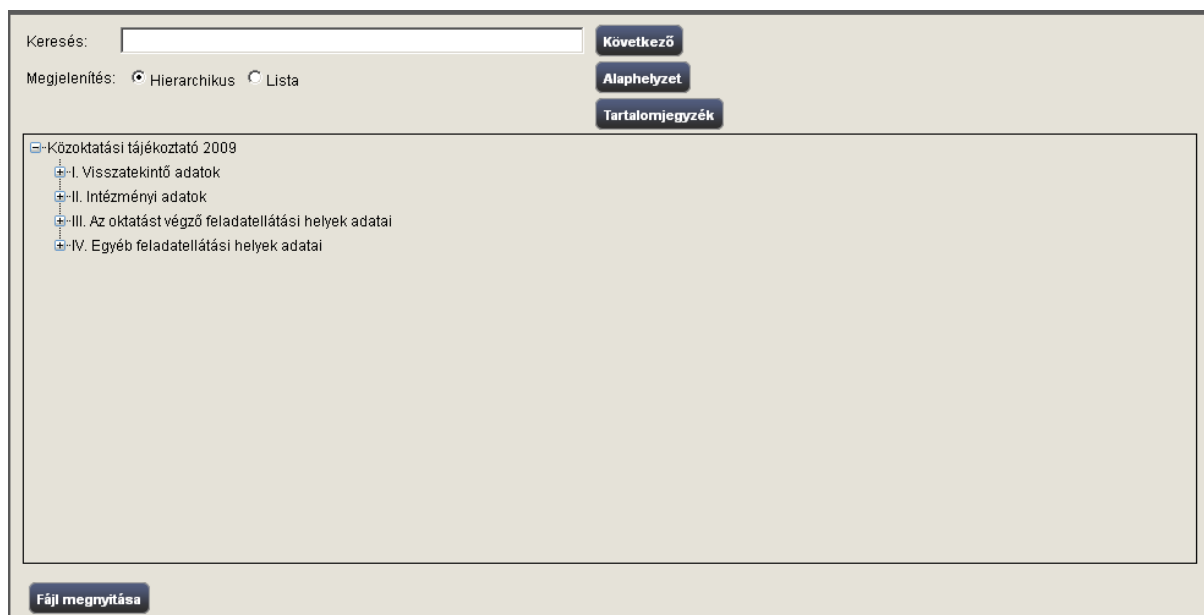 Keresés: Következő
Megjelenítés: Hierarchikus Lista Alaphelyzet
Tartalomjegyzék
Közoktatási tájékoztató 2009
I. Visszatekintő adatok
II. Intézményi adatok
III. Az oktatást végző feladatellátási helyek adatai
IV. Egyéb feladatellátási helyek adatai
Fájl megnyitása